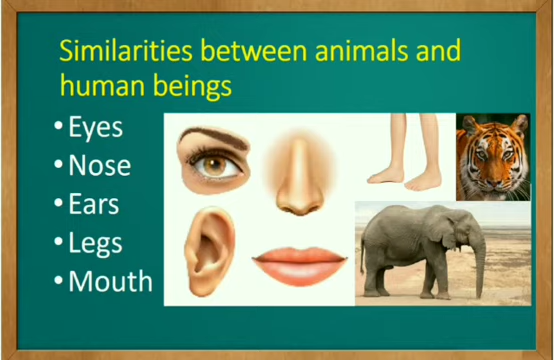 Similarities between animals and
human beings
• Eyes
• Nose
• Ears
• Legs
• Mouth